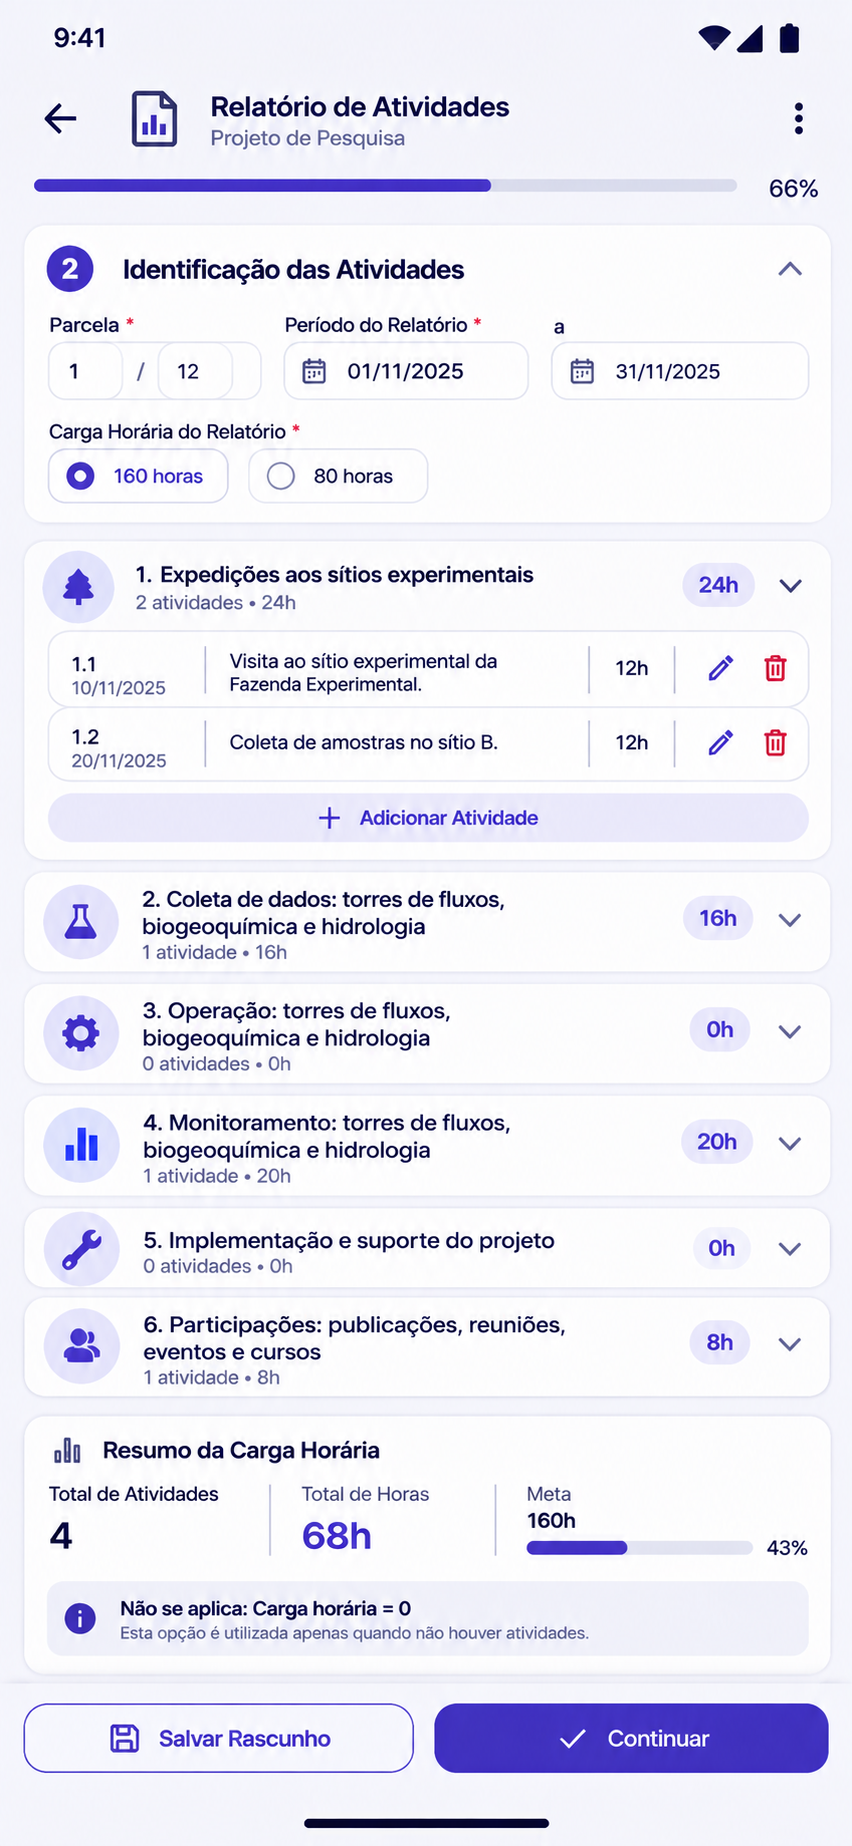 9:41
Relatório de Atividades
Projeto de Pesquisa
66%
2 Identificação das Atividades
Parcela * Período do Relatório * a
1 / 12 01/11/2025 31/11/2025
Carga Horária do Relatório *
160 horas 80 horas
1. Expedições aos sítios experimentais
2 atividades • 24h
24h
1.1
10/11/2025
Visita ao sítio experimental da
Fazenda Experimental.
12h
1.2
20/11/2025
Coleta de amostras no sítio B.
12h
+ Adicionar Atividade
2. Coleta de dados: torres de fluxos,
biogeoquímica e hidrologia
1 atividade • 16h
16h
3. Operação: torres de fluxos,
biogeoquímica e hidrologia
0 atividades • 0h
0h
4. Monitoramento: torres de fluxos,
biogeoquímica e hidrologia
1 atividade • 20h
20h
5. Implementação e suporte do projeto
0 atividades • 0h
0h
6. Participações: publicações, reuniões,
eventos e cursos
1 atividade • 8h
8h
Resumo da Carga Horária
Total de Atividades
4
Total de Horas
68h
Meta
160h
43%
Não se aplica: Carga horária = 0
Esta opção é utilizada apenas quando não houver atividades.
Salvar Rascunho
Continuar